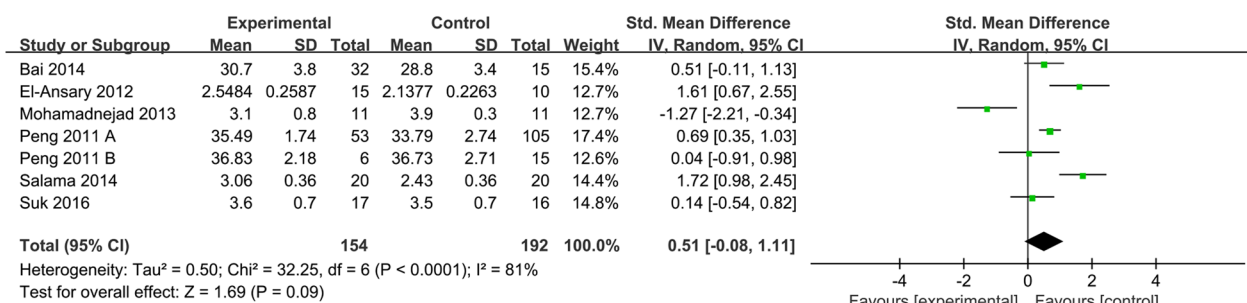 Experimental Control Std. Mean Difference Std. Mean Difference
Study or Subgroup Mean SD Total Mean SD Total Weight IV, Random, 95% CI IV, Random, 95% CI
Bai 2014 30.7 3.8 32 28.8 3.4 15 15.4% 0.51 [-0.11, 1.13]
El-Ansary 2012 2.5484 0.2587 15 2.1377 0.2263 10 12.7% 1.61 [0.67, 2.55]
Mohamadnejad 2013 3.1 0.8 11 3.9 0.3 11 12.7% -1.27 [-2.21, -0.34]
Peng 2011 A 35.49 1.74 53 33.79 2.74 105 17.4% 0.69 [0.35, 1.03]
Peng 2011 B 36.83 2.18 6 36.73 2.71 15 12.6% 0.04 [-0.91, 0.98]
Salama 2014 3.06 0.36 20 2.43 0.36 20 14.4% 1.72 [0.98, 2.45]
Suk 2016 3.6 0.7 17 3.5 0.7 16 14.8% 0.14 [-0.54, 0.82]
Total (95% CI) 154 192 100.0% 0.51 [-0.08, 1.11]
Heterogeneity: Tau² = 0.50; Chi² = 32.25, df = 6 (P < 0.0001); I² = 81%
Test for overall effect: Z = 1.69 (P = 0.09)
-4 -2 0 2 4
Favours [experimental] Favours [control]